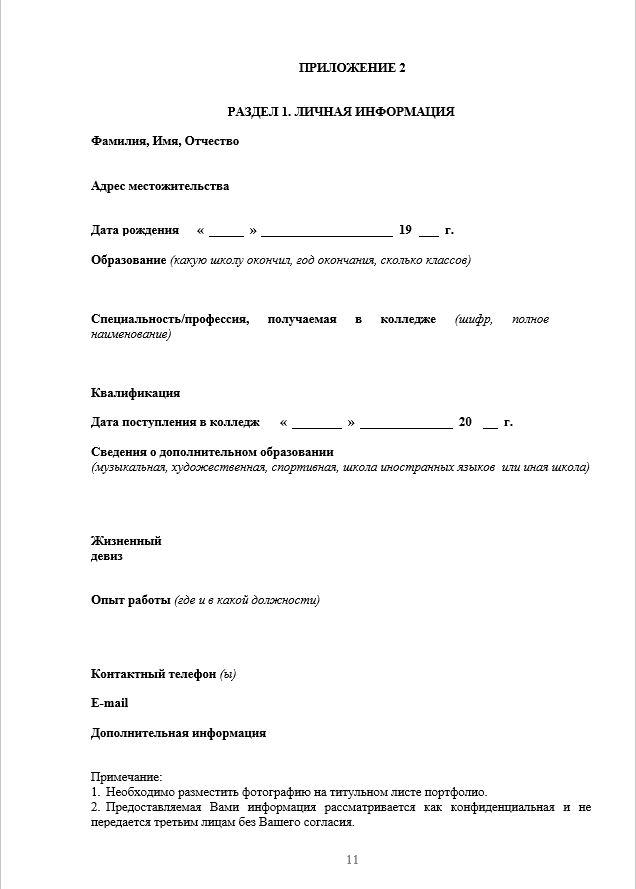 ПРИЛОЖЕНИЕ 2
РАЗДЕЛ 1. ЛИЧНАЯ ИНФОРМАЦИЯ
Фамилия, Имя, Отчество
Адрес местожительства
Дата рождения « _____ » ____________________ 19 ___ г.
Образование (какую школу окончил, год окончания, сколько классов)
Специальность/профессия, получаемая в колледже (шифр, полное
наименование)
Квалификация
Дата поступления в колледж « ________ » ______________ 20 __ г.
Сведения о дополнительном образовании
(музыкальная, художественная, спортивная, школа иностранных языков или иная школа)
Жизненный
девиз
Опыт работы (где и в какой должности)
Контактный телефон (ы)
E-mail
Дополнительная информация
Примечание:
1. Необходимо разместить фотографию на титульном листе портфолио.
2. Предоставляемая Вами информация рассматривается как конфиденциальная и не
передается третьим лицам без Вашего согласия.
11